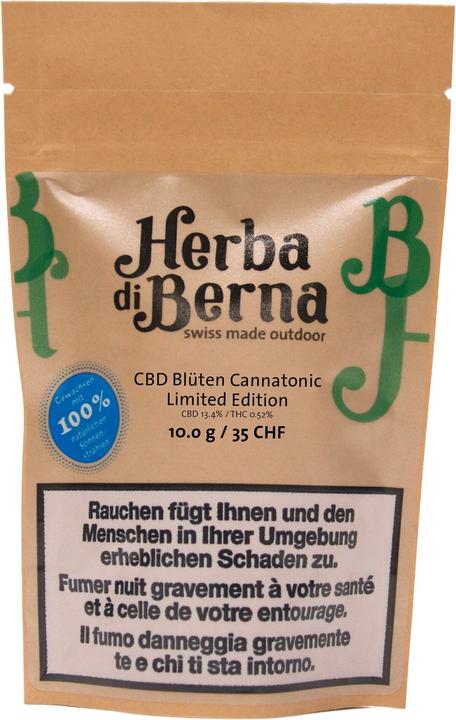 Herba
di Berna
swiss made outdoor
CBD Blüten Cannatonic
Limited Edition
CBD 13.4% / THC 0.52%
10.0 g / 35 CHF
Gewachsen
mit
100%
natürlichen
Sonnen-
strahlen
Rauchen fügt Ihnen und den
Menschen in Ihrer Umgebung
erheblichen Schaden zu.
Fumer nuit gravement à votre santé
et à celle de votre entourage.
Il fumo danneggia gravemente
te e chi ti sta intorno.